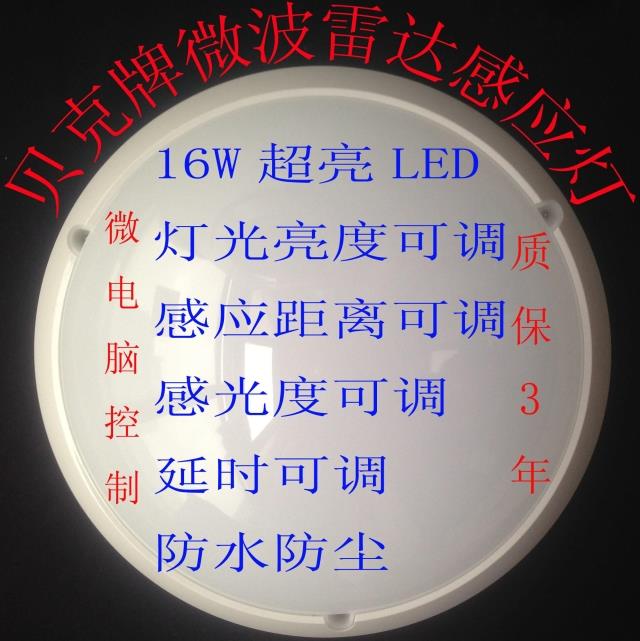 贝克牌微波雷达感应灯
16W 超亮 LED
灯光亮度可调
感应距离可调
感光度可调
延时可调
防水防尘
微电脑控制
质保3年